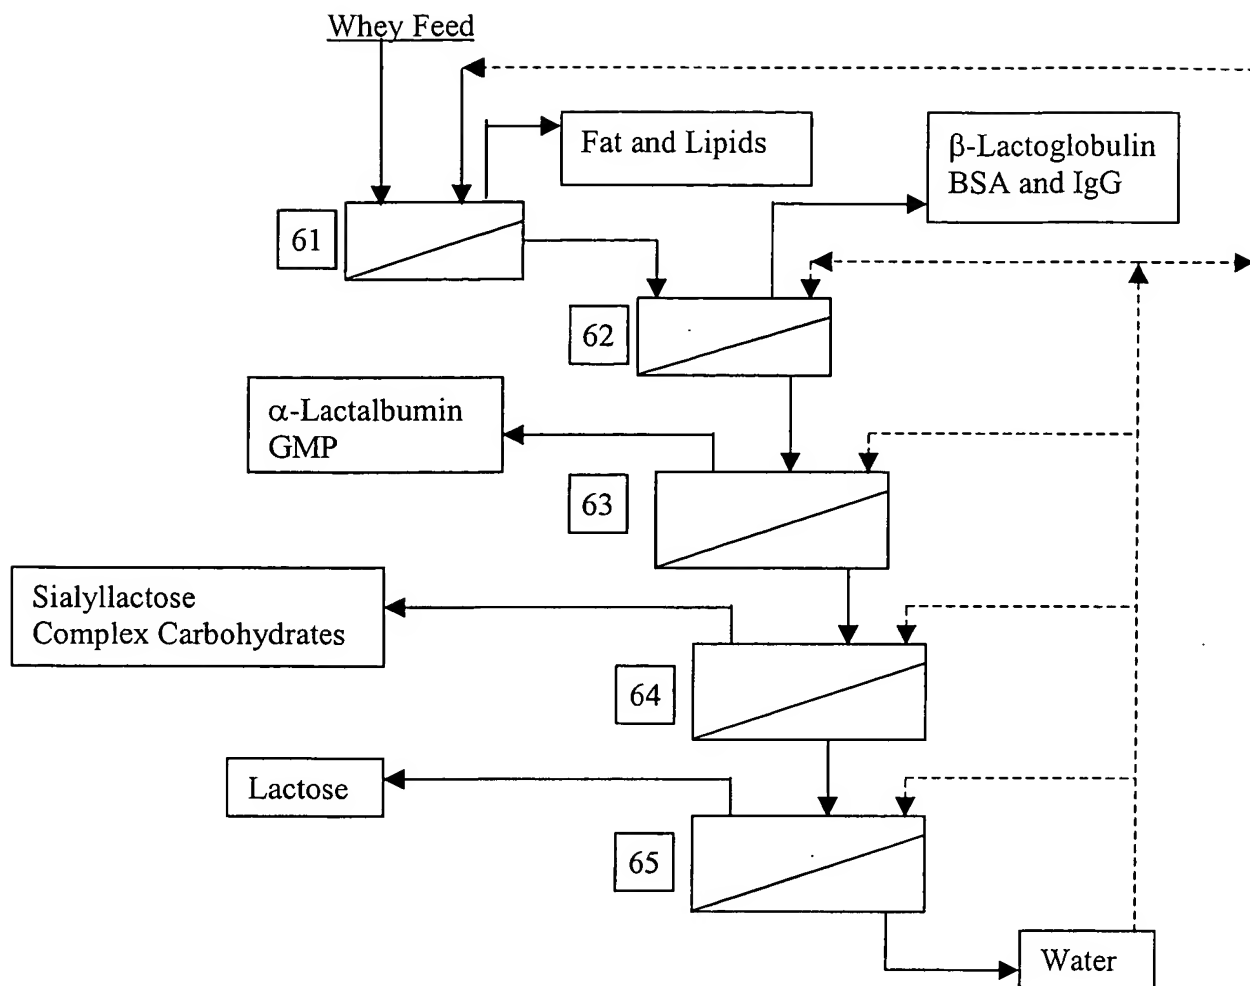 Whey Feed
Fat and Lipids
β-Lactoglobulin
BSA and IgG
61
62
α-Lactalbumin
GMP
63
Sialyllactose
Complex Carbohydrates
64
Lactose
65
Water